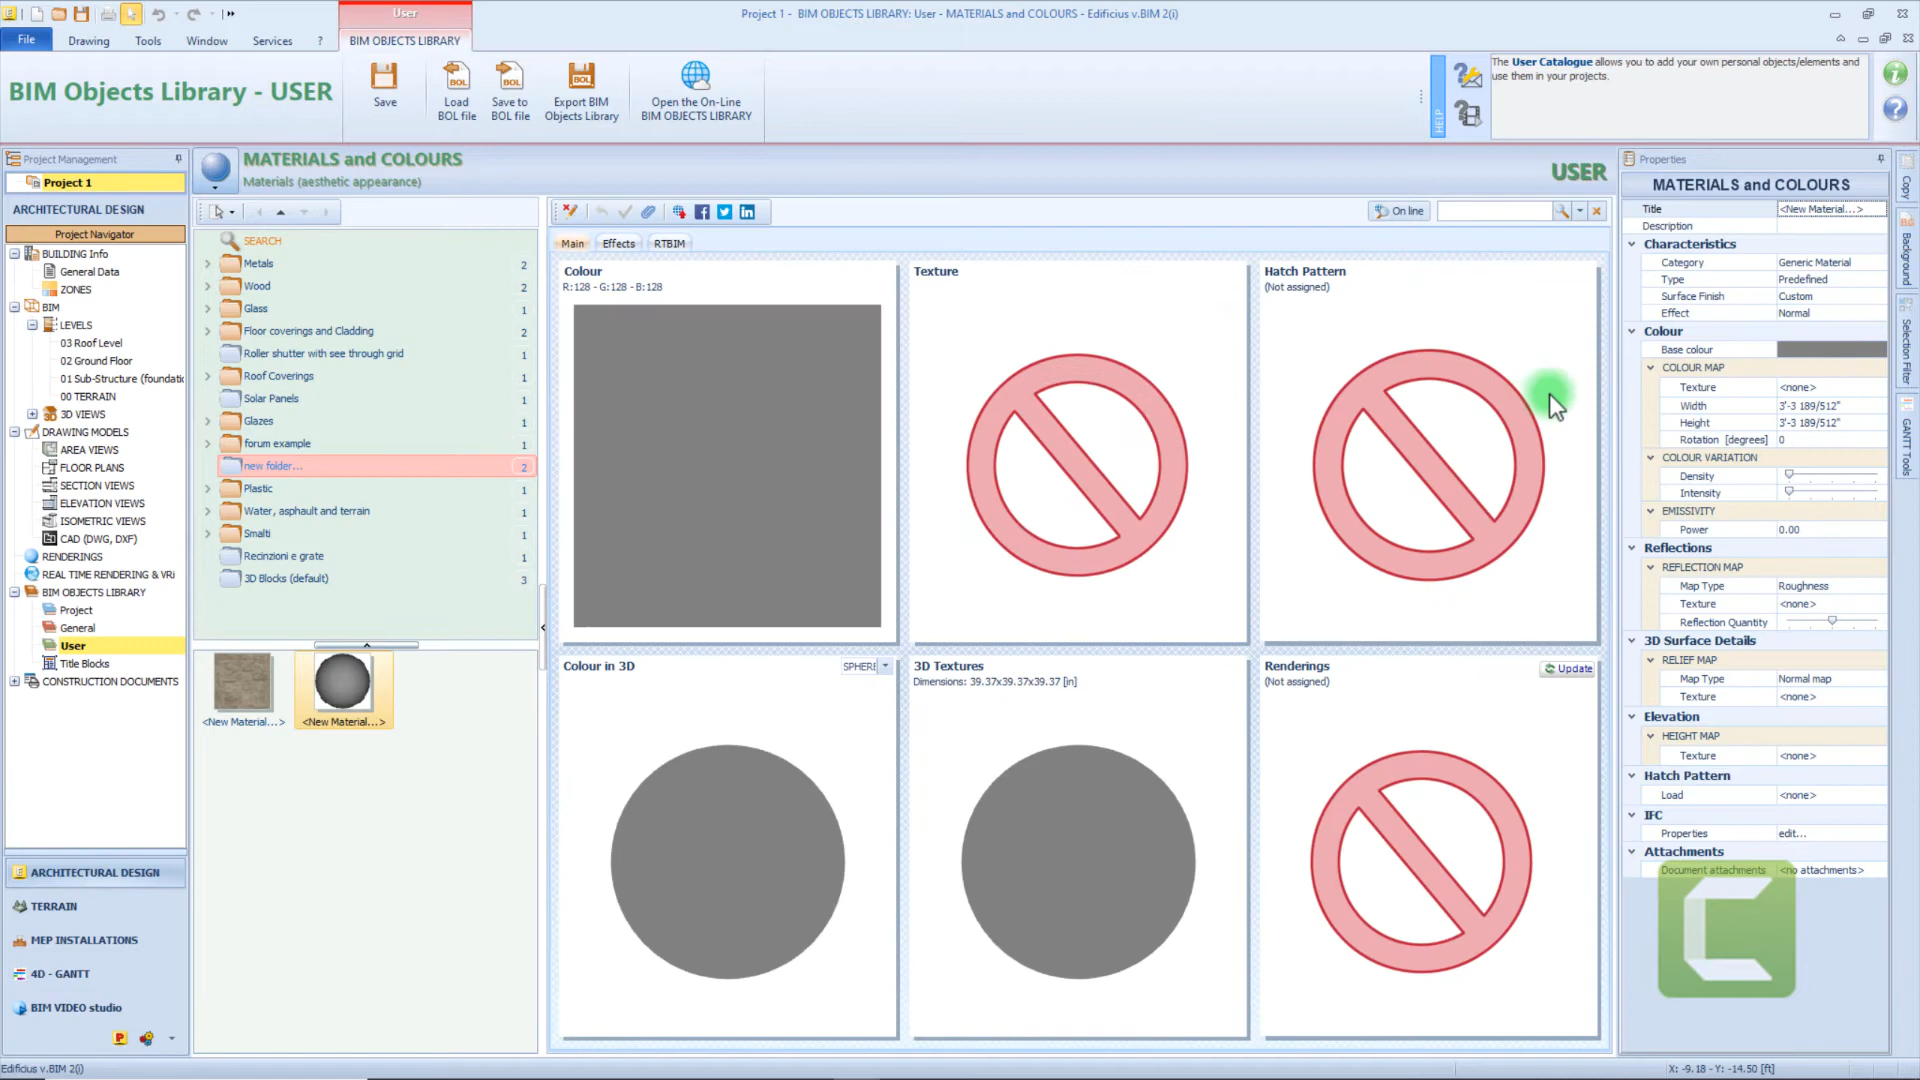 User
Project 1 - BIM OBJECTS LIBRARY: User - MATERIALS and COLOURS - Edificius v.BIM 2(i)
File
Drawing
Tools
Window
Services
?
BIM OBJECTS LIBRARY
BIM Objects Library - USER
Save
Load
BOL file
Save to
BOL file
Export BIM
Objects Library
Open the On-Line
BIM OBJECTS LIBRARY
HELP
The User Catalogue allows you to add your own personal objects/elements and
use them in your projects.
Project Management
Project 1
ARCHITECTURAL DESIGN
Project Navigator
BUILDING Info
General Data
ZONES
BIM
LEVELS
03 Roof Level
02 Ground Floor
01 Sub-Structure (foundatic
00 TERRAIN
3D VIEWS
DRAWING MODELS
AREA VIEWS
FLOOR PLANS
SECTION VIEWS
ELEVATION VIEWS
ISOMETRIC VIEWS
CAD (DWG, DXF)
RENDERINGS
REAL TIME RENDERING & VRi
BIM OBJECTS LIBRARY
Project
General
User
Title Blocks
CONSTRUCTION DOCUMENTS
ARCHITECTURAL DESIGN
TERRAIN
MEP INSTALLATIONS
4D - GANTT
BIM VIDEO studio
MATERIALS and COLOURS
Materials (aesthetic appearance)
USER
SEARCH
Metals 2
Wood 2
Glass 1
Floor coverings and Cladding 2
Roller shutter with see through grid 1
Roof Coverings 1
Solar Panels 1
Glazes 1
forum example 1
new folder... 2
Plastic 1
Water, asphault and terrain 1
Smalti 1
Recinzioni e grate 1
3D Blocks (default) 3
<New Material...>
<New Material...>
On line
Main
Effects
RTBIM
Colour
R:128 - G:128 - B:128
Texture
Hatch Pattern
(Not assigned)
Colour in 3D
SPHERE
3D Textures
Dimensions: 39.37x39.37x39.37 [in]
Renderings
(Not assigned)
Update
Properties
MATERIALS and COLOURS
Title <New Material...>
Description
Characteristics
Category Generic Material
Type Predefined
Surface Finish Custom
Effect Normal
Colour
Base colour
COLOUR MAP
Texture <none>
Width 3'-3 189/512"
Height 3'-3 189/512"
Rotation [degrees] 0
COLOUR VARIATION
Density
Intensity
EMISSIVITY
Power 0.00
Reflections
REFLECTION MAP
Map Type Roughness
Texture <none>
Reflection Quantity
3D Surface Details
RELIEF MAP
Map Type Normal map
Texture <none>
Elevation
HEIGHT MAP
Texture <none>
Hatch Pattern
Load <none>
IFC
Properties edit...
Attachments
Document attachments <no attachments>
Copy
Background
Selection Filter
GANTT Tools
Edificius v.BIM 2(i)
X: -9.18 - Y: -14.50 [ft]